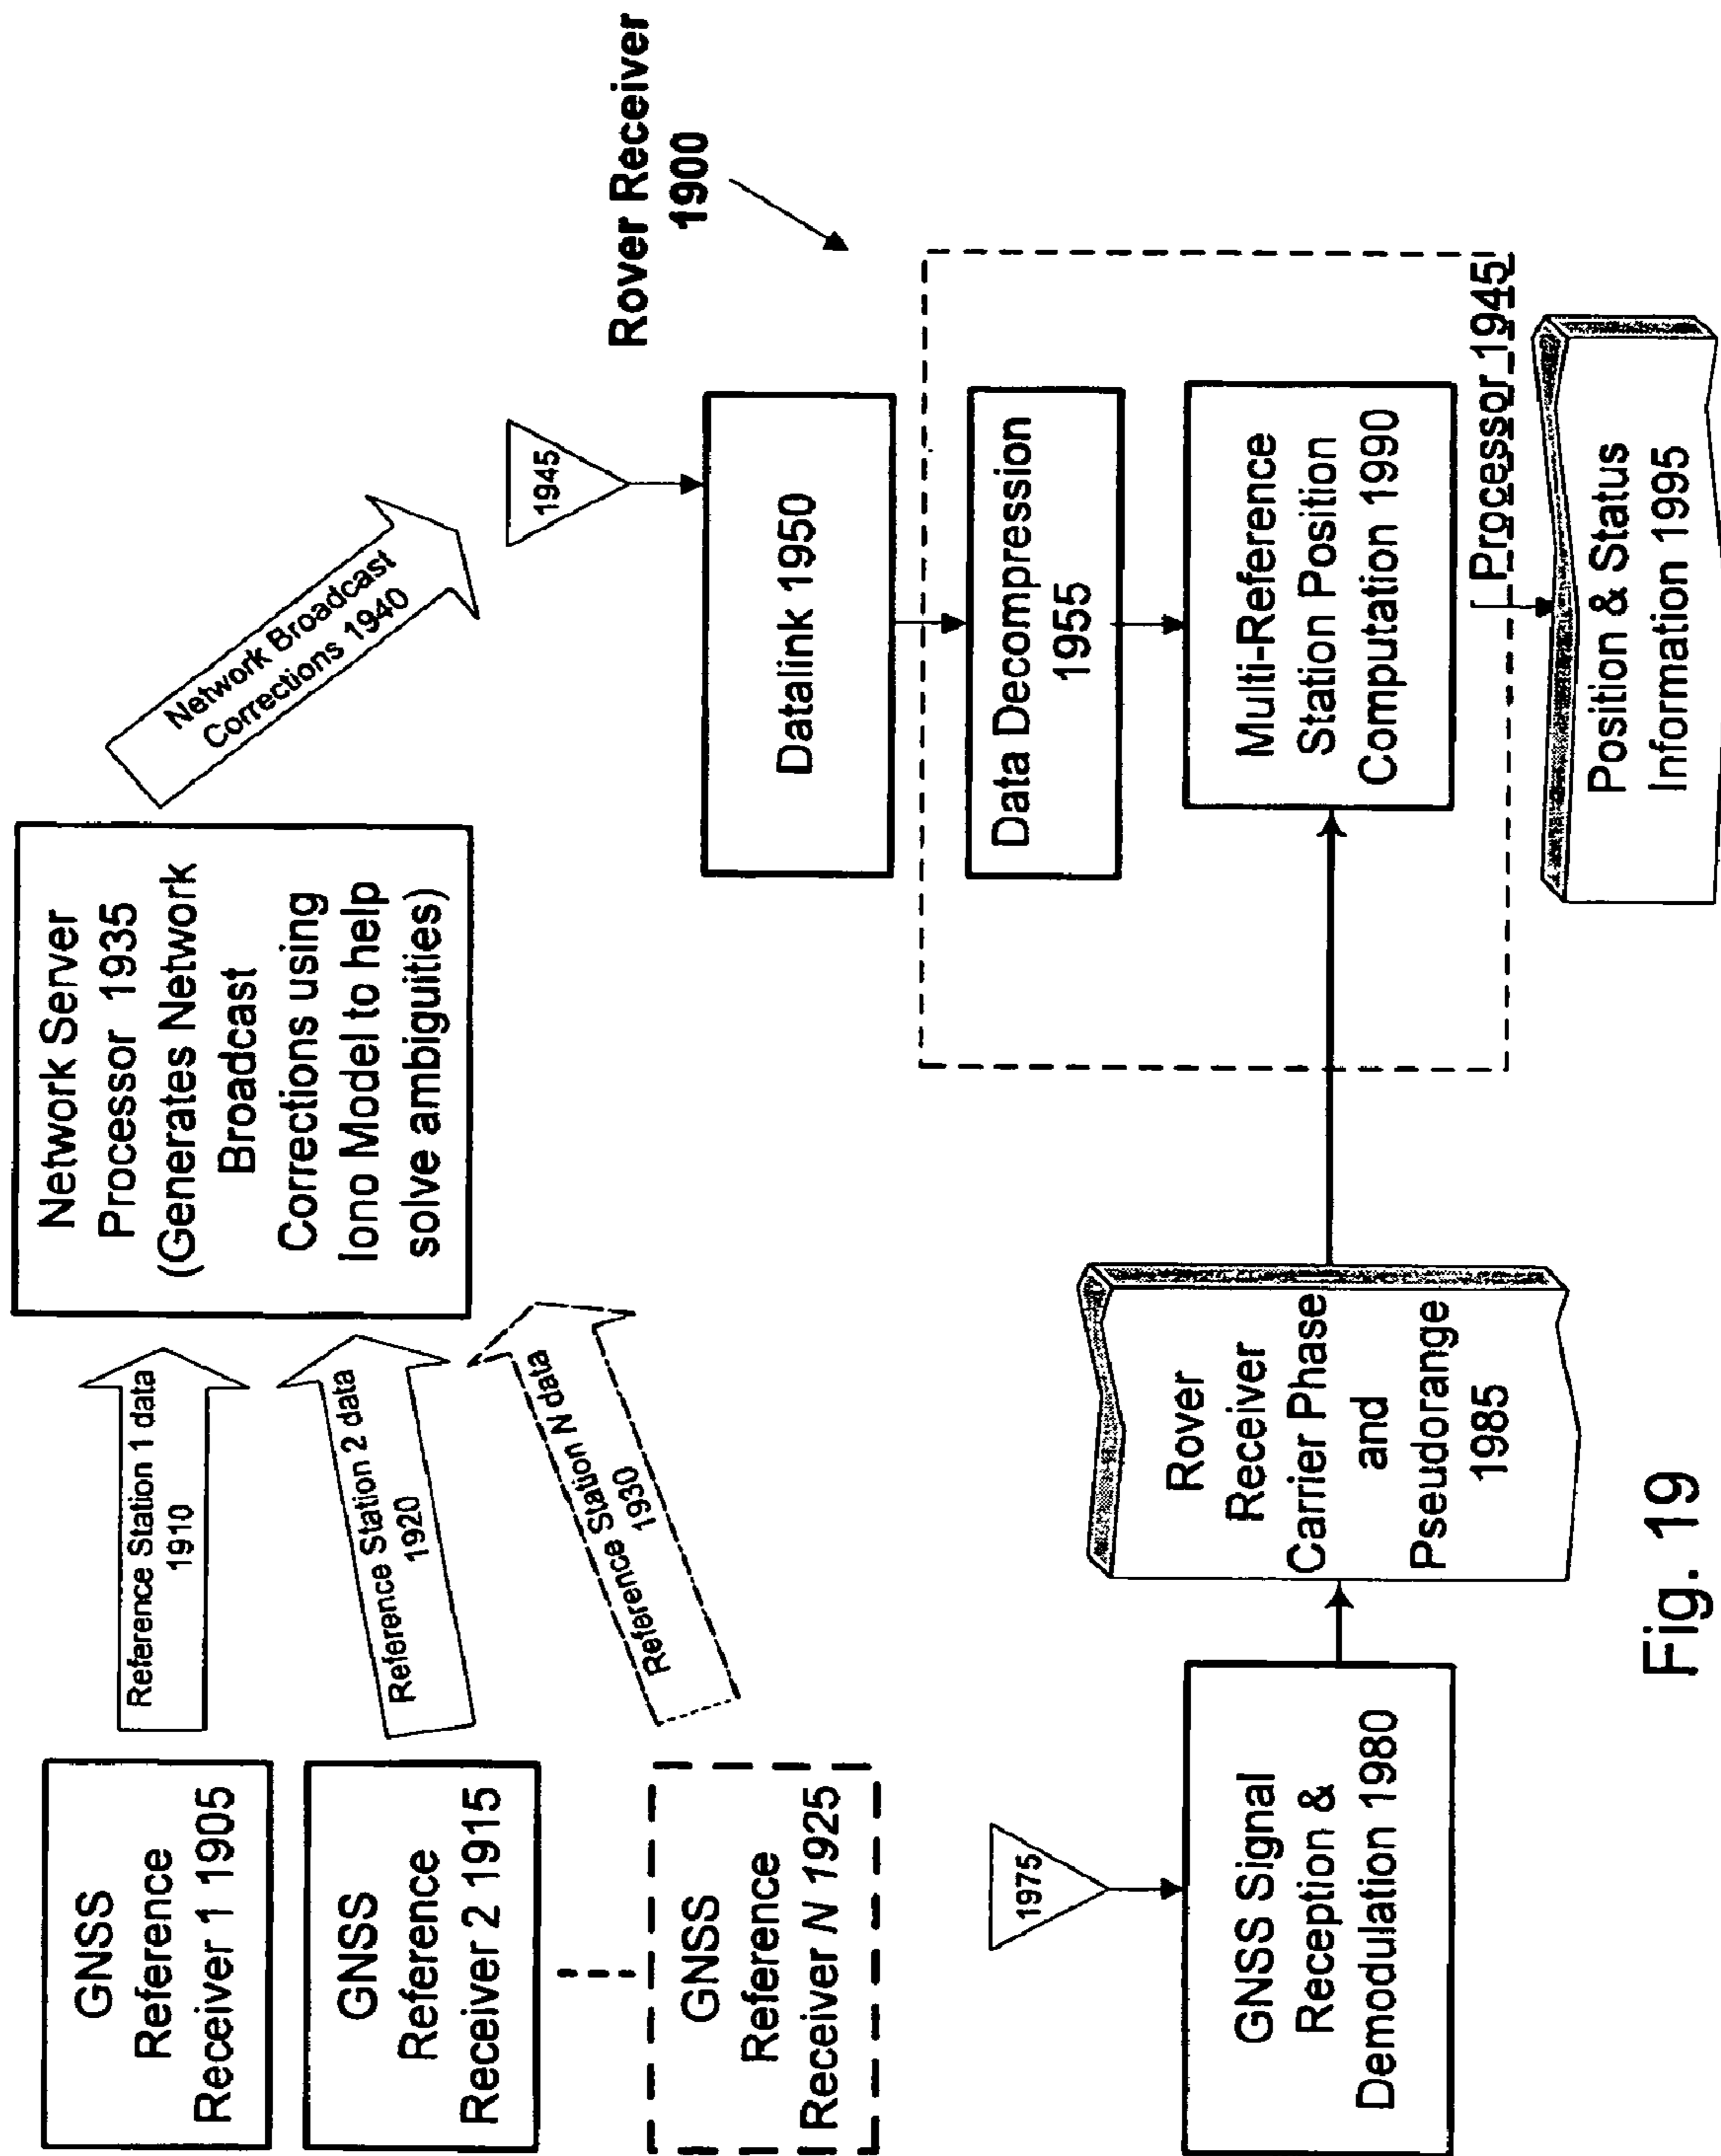 GNSS
Reference
Receiver 1 1905
Reference Station 1 data
1910
Network Server
Processor 1935
(Generates Network
Broadcast
Corrections using
Iono Model to help
solve ambiguities)
GNSS
Reference
Receiver 2 1915
Reference Station 2 data
1920
GNSS
Reference
Receiver N 1925
Reference Station N data
1930
Network Broadcast
Corrections 1940
Rover Receiver
1900
1945
Datalink 1950
Data Decompression
1955
Multi-Reference
Station Position
Computation 1990
Processor 1945
Position & Status
Information 1995
1975
GNSS Signal
Reception &
Demodulation 1980
Rover
Receiver
Carrier Phase
and
Pseudorange
1985
Fig. 19